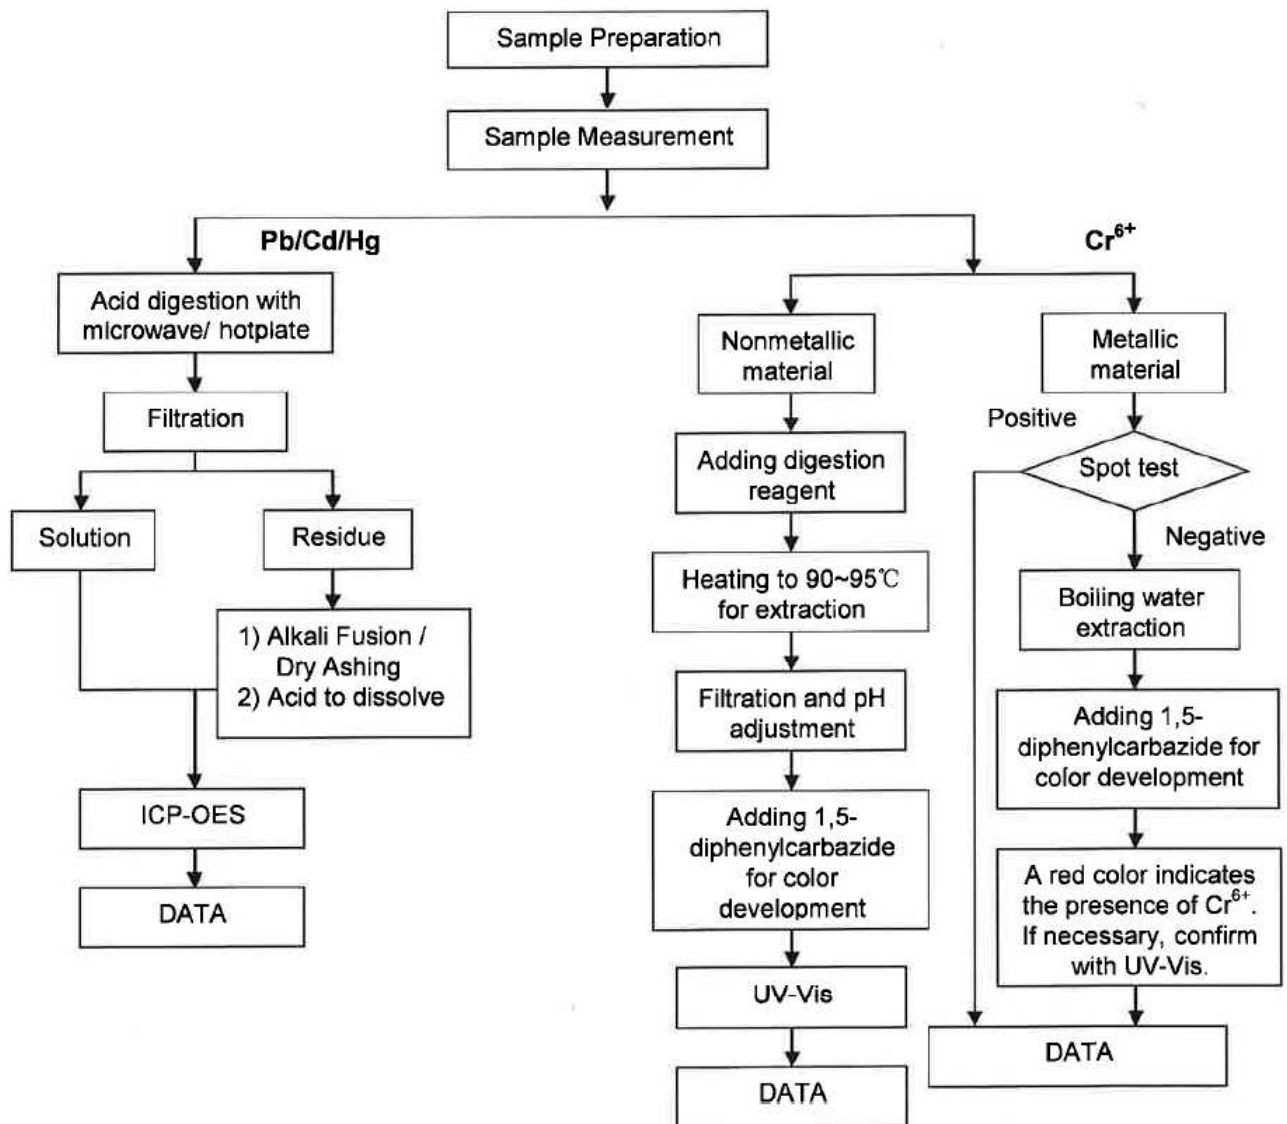 Sample Preparation
Sample Measurement
Pb/Cd/Hg
Acid digestion with
microwave/ hotplate
Filtration
Solution
Residue
1) Alkali Fusion /
Dry Ashing
2) Acid to dissolve
ICP-OES
DATA
Cr⁶⁺
Nonmetallic
material
Adding digestion
reagent
Heating to 90~95℃
for extraction
Filtration and pH
adjustment
Adding 1,5-
diphenylcarbazide
for color
development
UV-Vis
DATA
Metallic
material
Positive
Spot test
Negative
Boiling water
extraction
Adding 1,5-
diphenylcarbazide for
color development
A red color indicates
the presence of Cr⁶⁺.
If necessary, confirm
with UV-Vis.
DATA